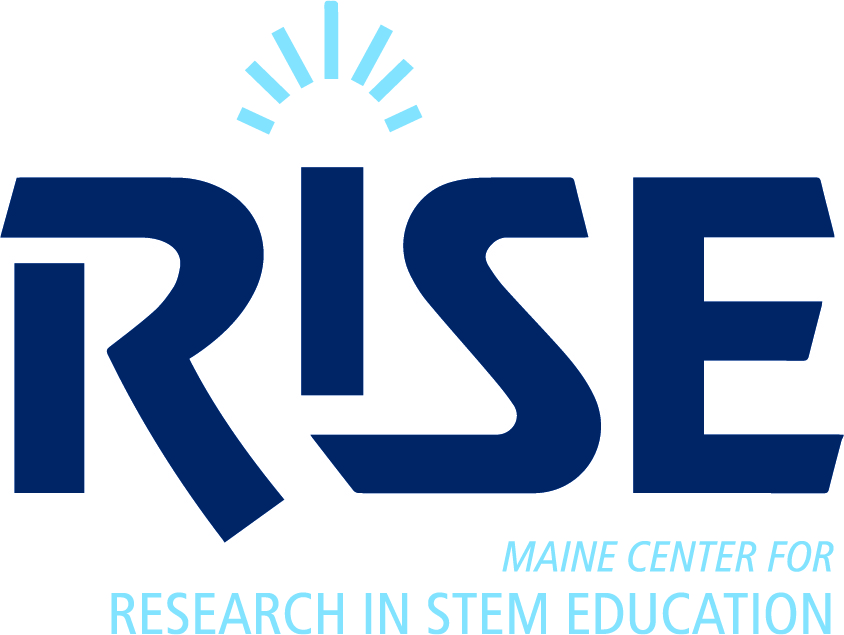 RISE
MAINE CENTER FOR
RESEARCH IN STEM EDUCATION